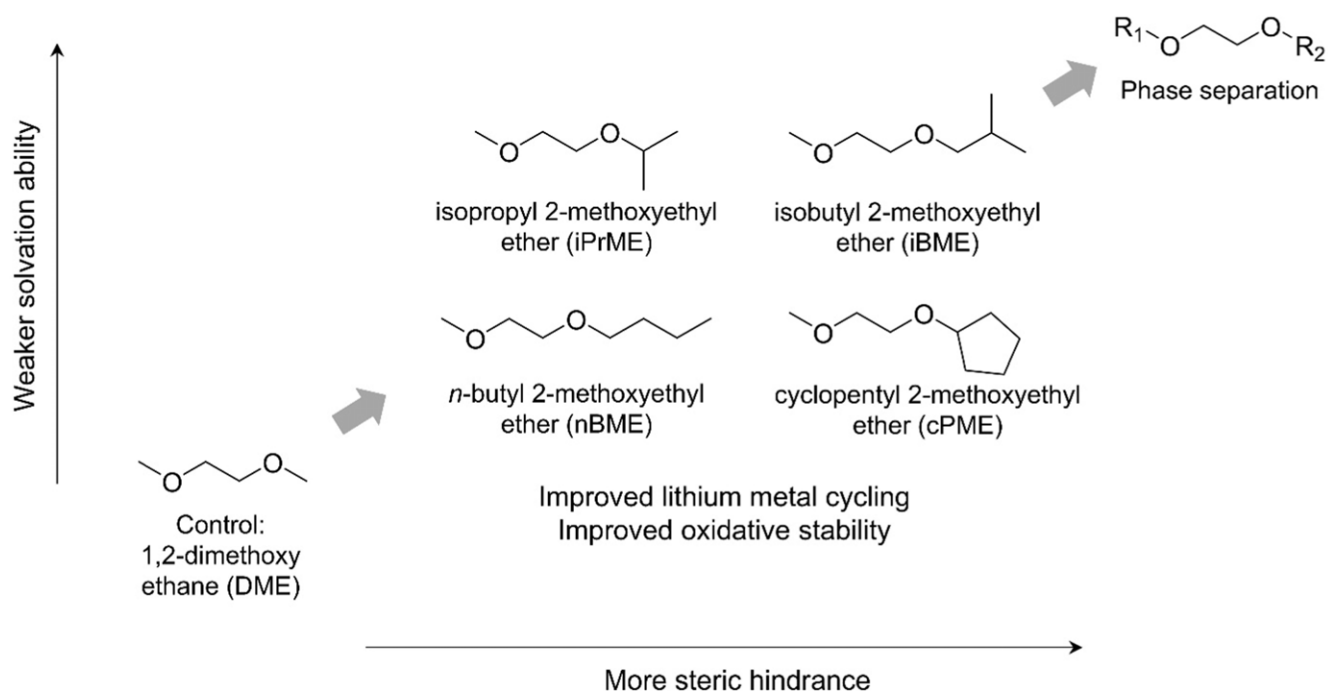 R1
O
O
R2
Phase separation
Weaker solvation ability
O
O
isopropyl 2-methoxyethyl
ether (iPrME)
O
O
isobutyl 2-methoxyethyl
ether (iBME)
O
O
n-butyl 2-methoxyethyl
ether (nBME)
O
O
cyclopentyl 2-methoxyethyl
ether (cPME)
O
O
Control:
1,2-dimethoxy
ethane (DME)
Improved lithium metal cycling
Improved oxidative stability
More steric hindrance